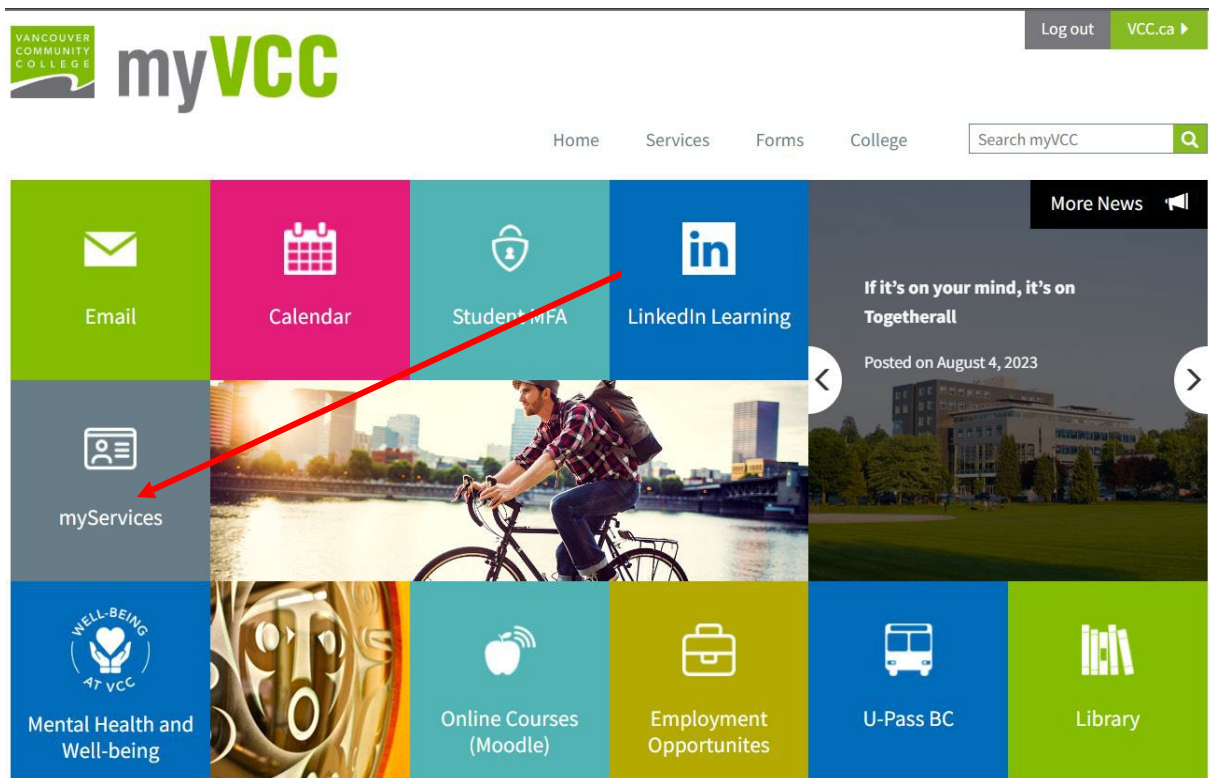 VANCOUVER
COMMUNITY
COLLEGE
myVCC
Log out
VCC.ca
Home
Services
Forms
College
Search myVCC
Email
Calendar
Student MFA
in
LinkedIn Learning
More News
If it's on your mind, it's on
Togetherall
Posted on August 4, 2023
myServices
WELL-BEING
AT VCC
Mental Health and
Well-being
Online Courses
(Moodle)
Employment
Opportunites
U-Pass BC
Library